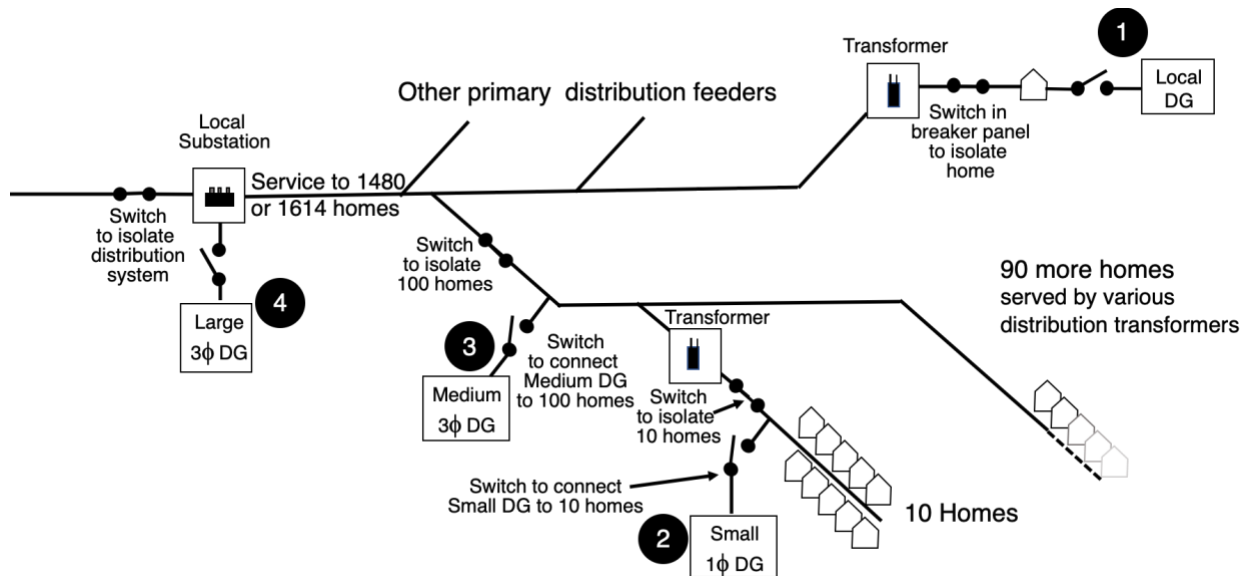 1
Transformer
Local
DG
Switch in
breaker panel
to isolate
home
Other primary distribution feeders
Local
Substation
Service to 1480
or 1614 homes
Switch
to isolate
distribution
system
4
Large
3ϕ DG
Switch
to isolate
100 homes
3
Medium
3ϕ DG
Switch
to connect
Medium DG
to 100 homes
Transformer
Switch
to isolate
10 homes
90 more homes
served by various
distribution transformers
Switch to connect
Small DG to 10 homes
2
Small
1ϕ DG
10 Homes